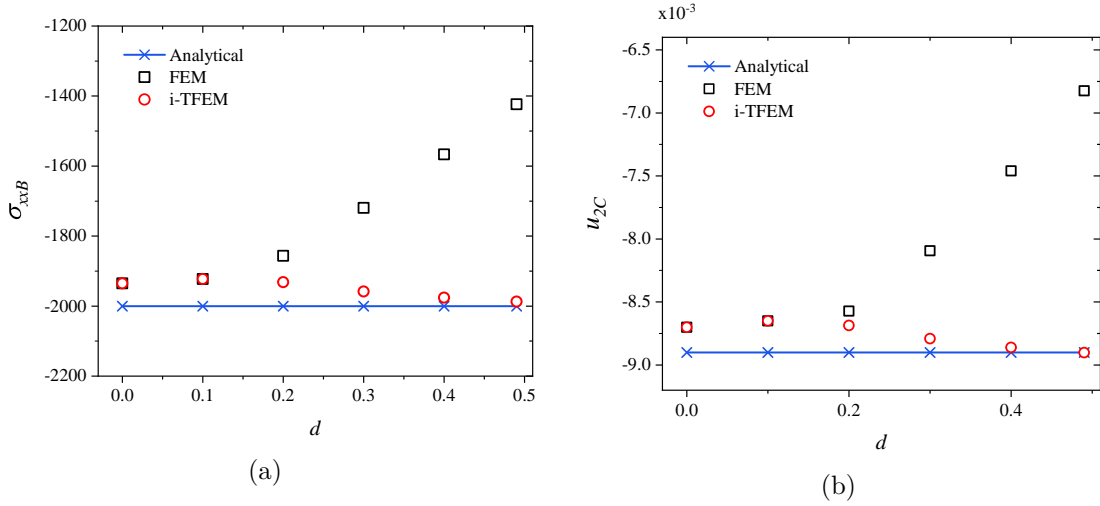 -1200
-1400
-1600
-1800
-2000
-2200
σxxB
Analytical
FEM
i-TFEM
0.0 0.1 0.2 0.3 0.4 0.5
d
(a)
x10⁻³
-6.5
-7.0
-7.5
-8.0
-8.5
-9.0
u2C
Analytical
FEM
i-TFEM
0.0 0.2 0.4
d
(b)